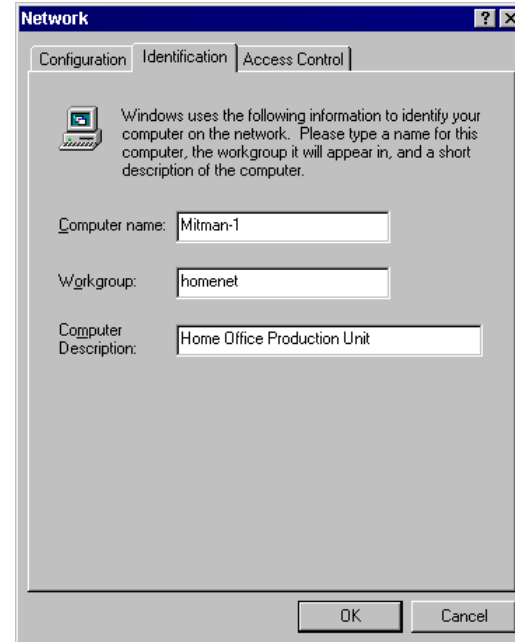 Network
Configuration Identification Access Control
Windows uses the following information to identify your
computer on the network. Please type a name for this
computer, the workgroup it will appear in, and a short
description of the computer.
Computer name: Mitman-1
Workgroup: homenet
Computer
Description: Home Office Production Unit
OK Cancel